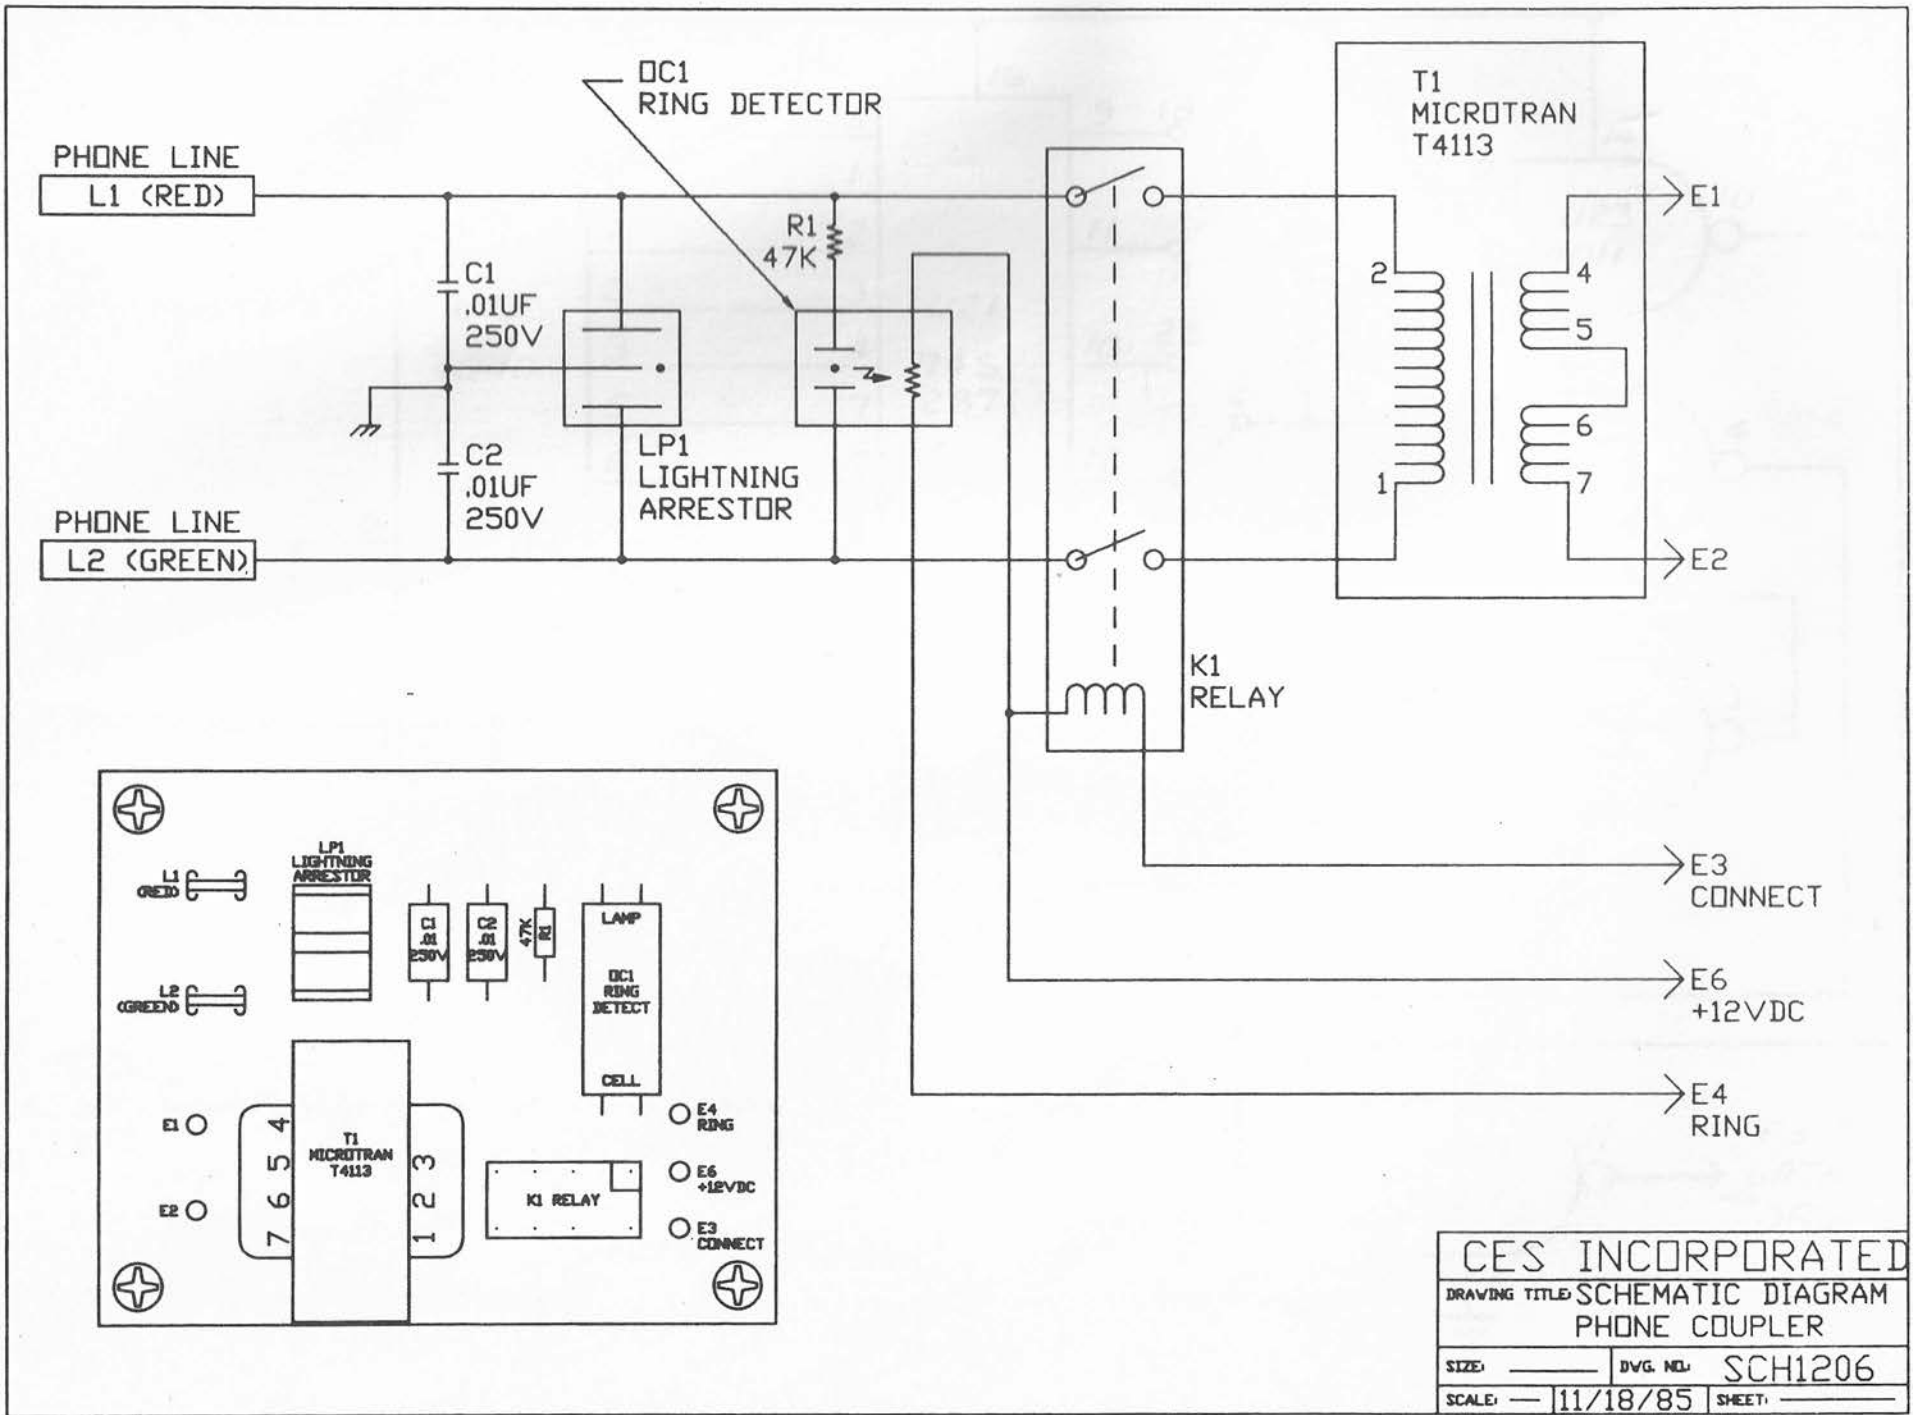 OC1
RING DETECTOR
T1
MICROTRAN
T4113
PHONE LINE
L1 (RED)
E1
R1
47K
C1
.01UF
250V
2
4
5
6
7
1
LP1
LIGHTNING
ARRESTOR
C2
.01UF
250V
PHONE LINE
L2 (GREEN)
E2
K1
RELAY
E3
CONNECT
E6
+12VDC
E4
RING
LP1
LIGHTNING
ARRESTOR
L1
(RED)
L2
(GREEN)
C1
.01
250V
C2
.01
250V
47K
R1
LAMP
OC1
RING
DETECT
CELL
E1
E2
4
5
6
7
T1
MICROTRAN
T4113
3
2
1
K1 RELAY
E4
RING
E6
+12VDC
E3
CONNECT
CES INCORPORATED
DRAWING TITLE: SCHEMATIC DIAGRAM
PHONE COUPLER
SIZE: DWG. NO.: SCH1206
SCALE: 11/18/85 SHEET: